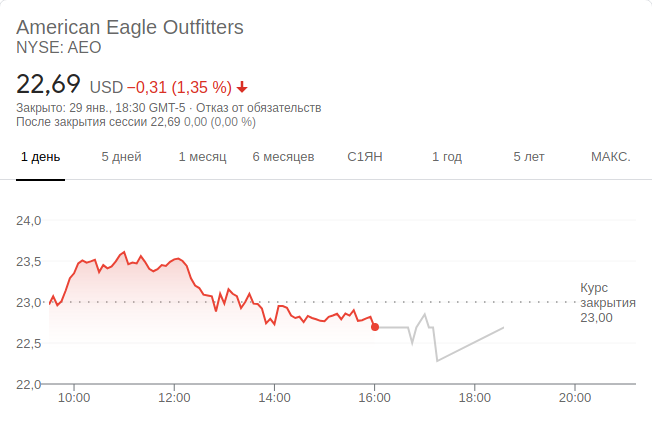 American Eagle Outfitters
NYSE: AEO
22,69 USD −0,31 (1,35 %)
Закрыто: 29 янв., 18:30 GMT-5 · Отказ от обязательств
После закрытия сессии 22,69 0,00 (0,00 %)
1 день 5 дней 1 месяц 6 месяцев С1ЯН 1 год 5 лет МАКС.
24,0
23,5
Курс
закрытия
23,00
23,0
22,5
22,0
10:00 12:00 14:00 16:00 18:00 20:00